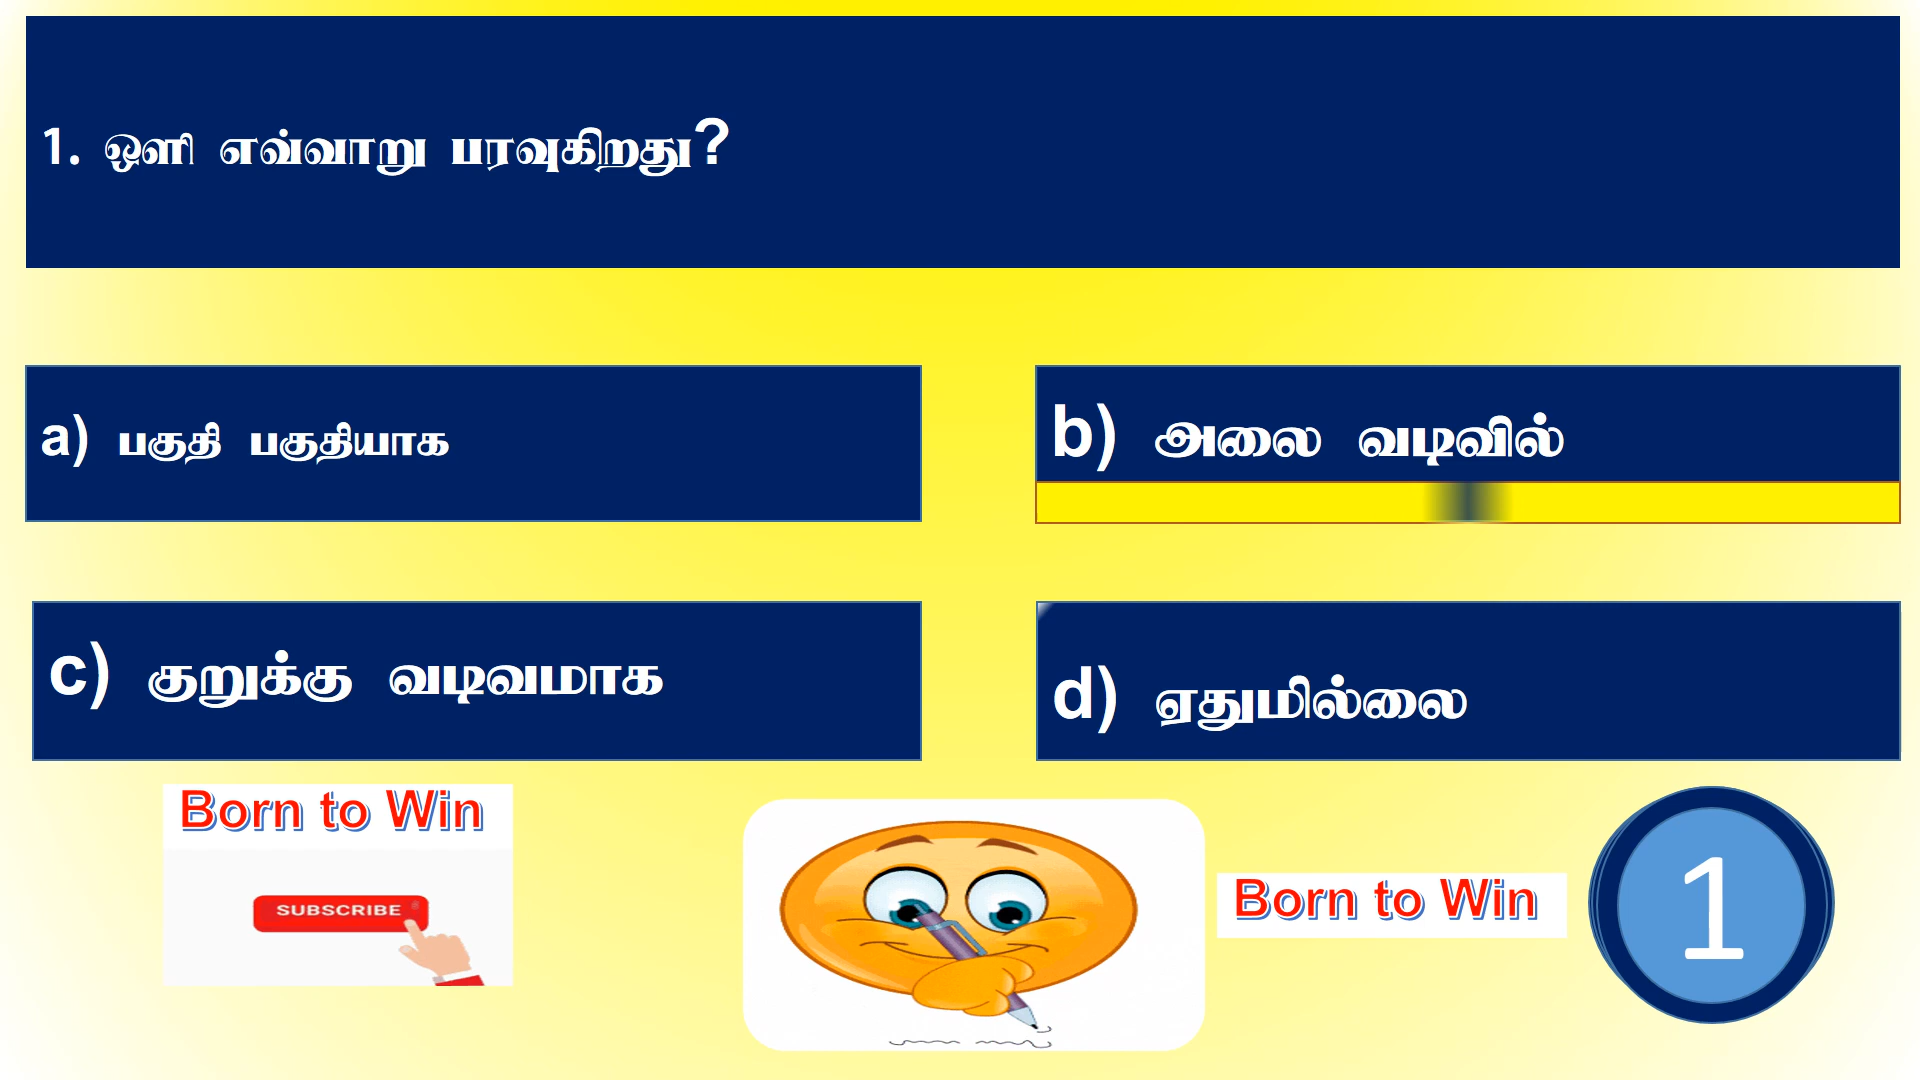 1. ஒளி எவ்வாறு பரவுகிறது?
a) பகுதி பகுதியாக
b) அலை வடிவில்
c) குறுக்கு வடிவமாக
d) ஏதுமில்லை
Born to Win
SUBSCRIBE
Born to Win
1